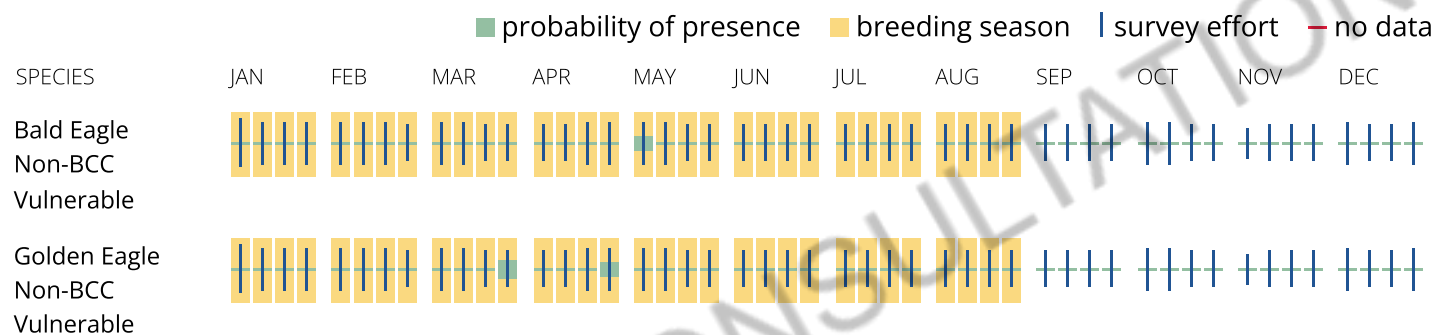 probability of presence breeding season survey effort no data
SPECIES JAN FEB MAR APR MAY JUN JUL AUG SEP OCT NOV DEC
Bald Eagle
Non-BCC
Vulnerable
Golden Eagle
Non-BCC
Vulnerable